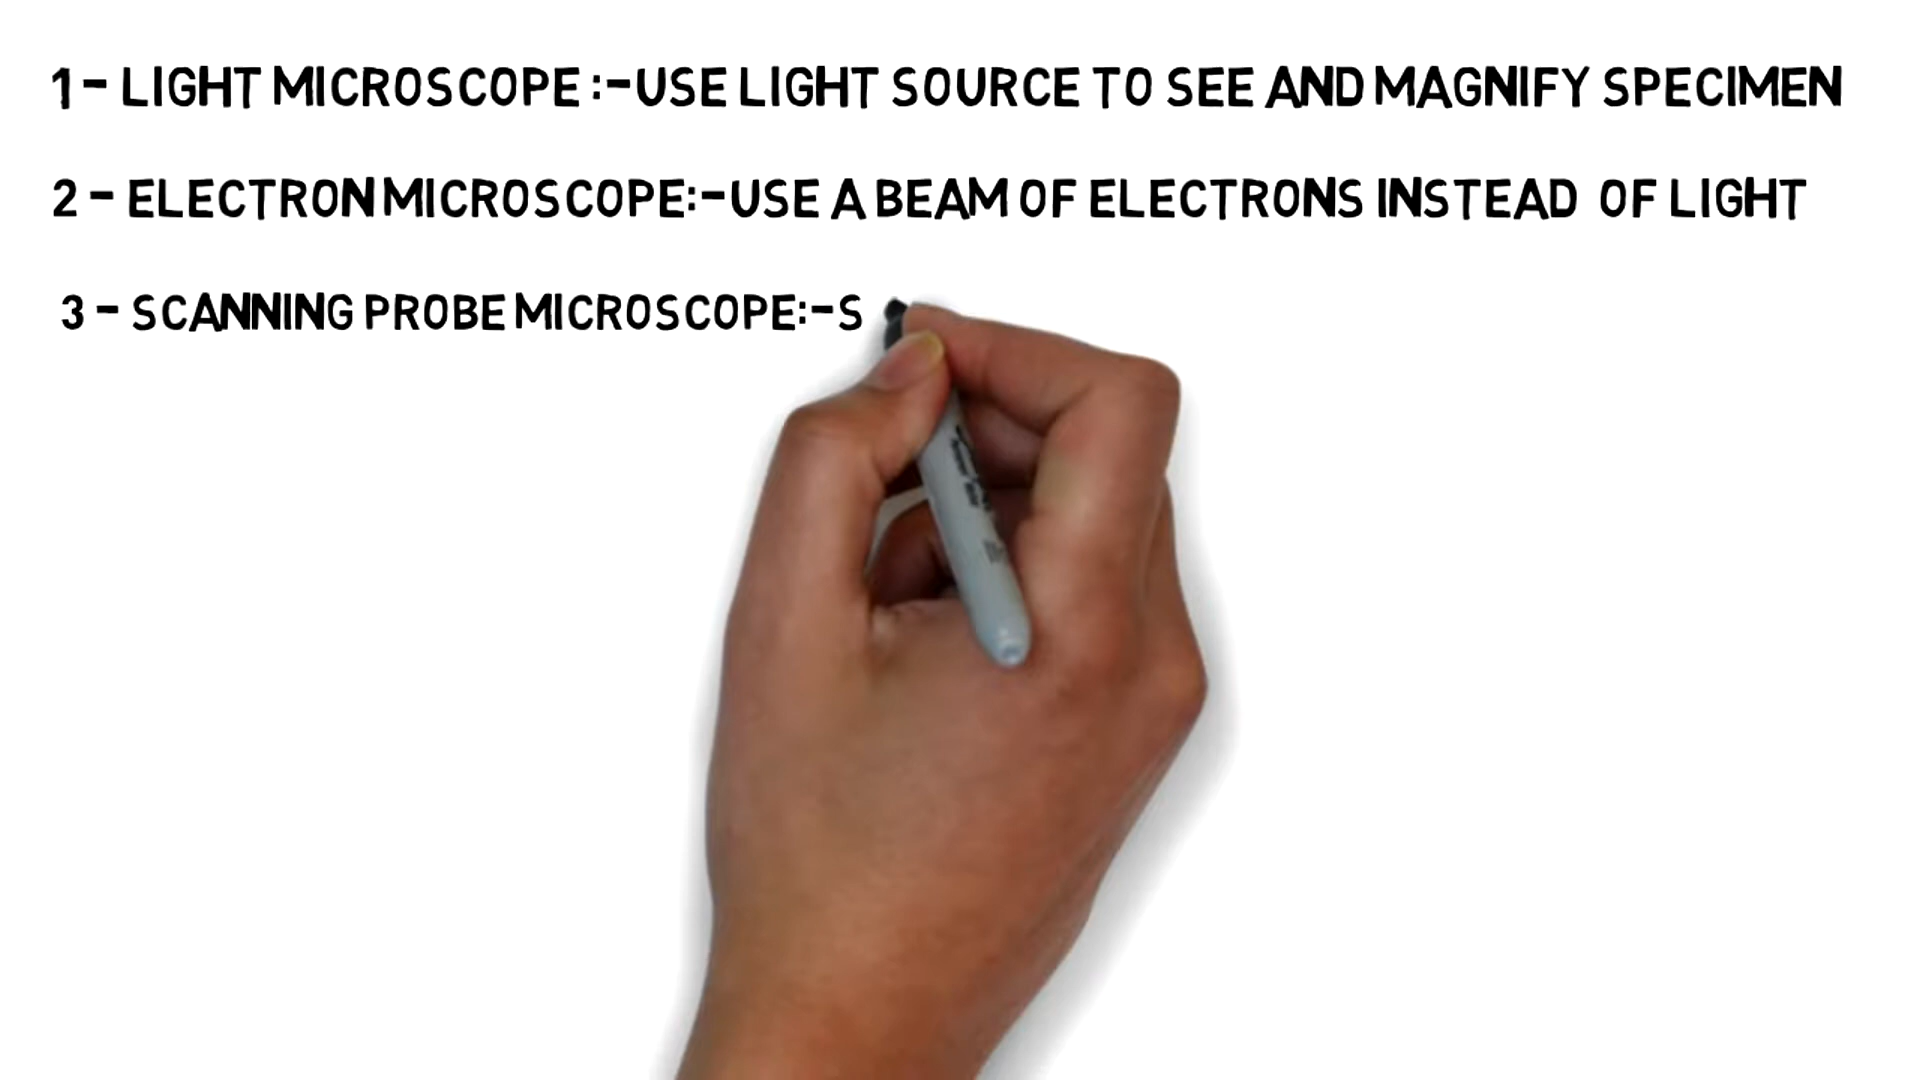 1 - LIGHT MICROSCOPE :-USE LIGHT SOURCE TO SEE AND MAGNIFY SPECIMEN
2 - ELECTRON MICROSCOPE:-USE A BEAM OF ELECTRONS INSTEAD OF LIGHT
3 - SCANNING PROBE MICROSCOPE:-S